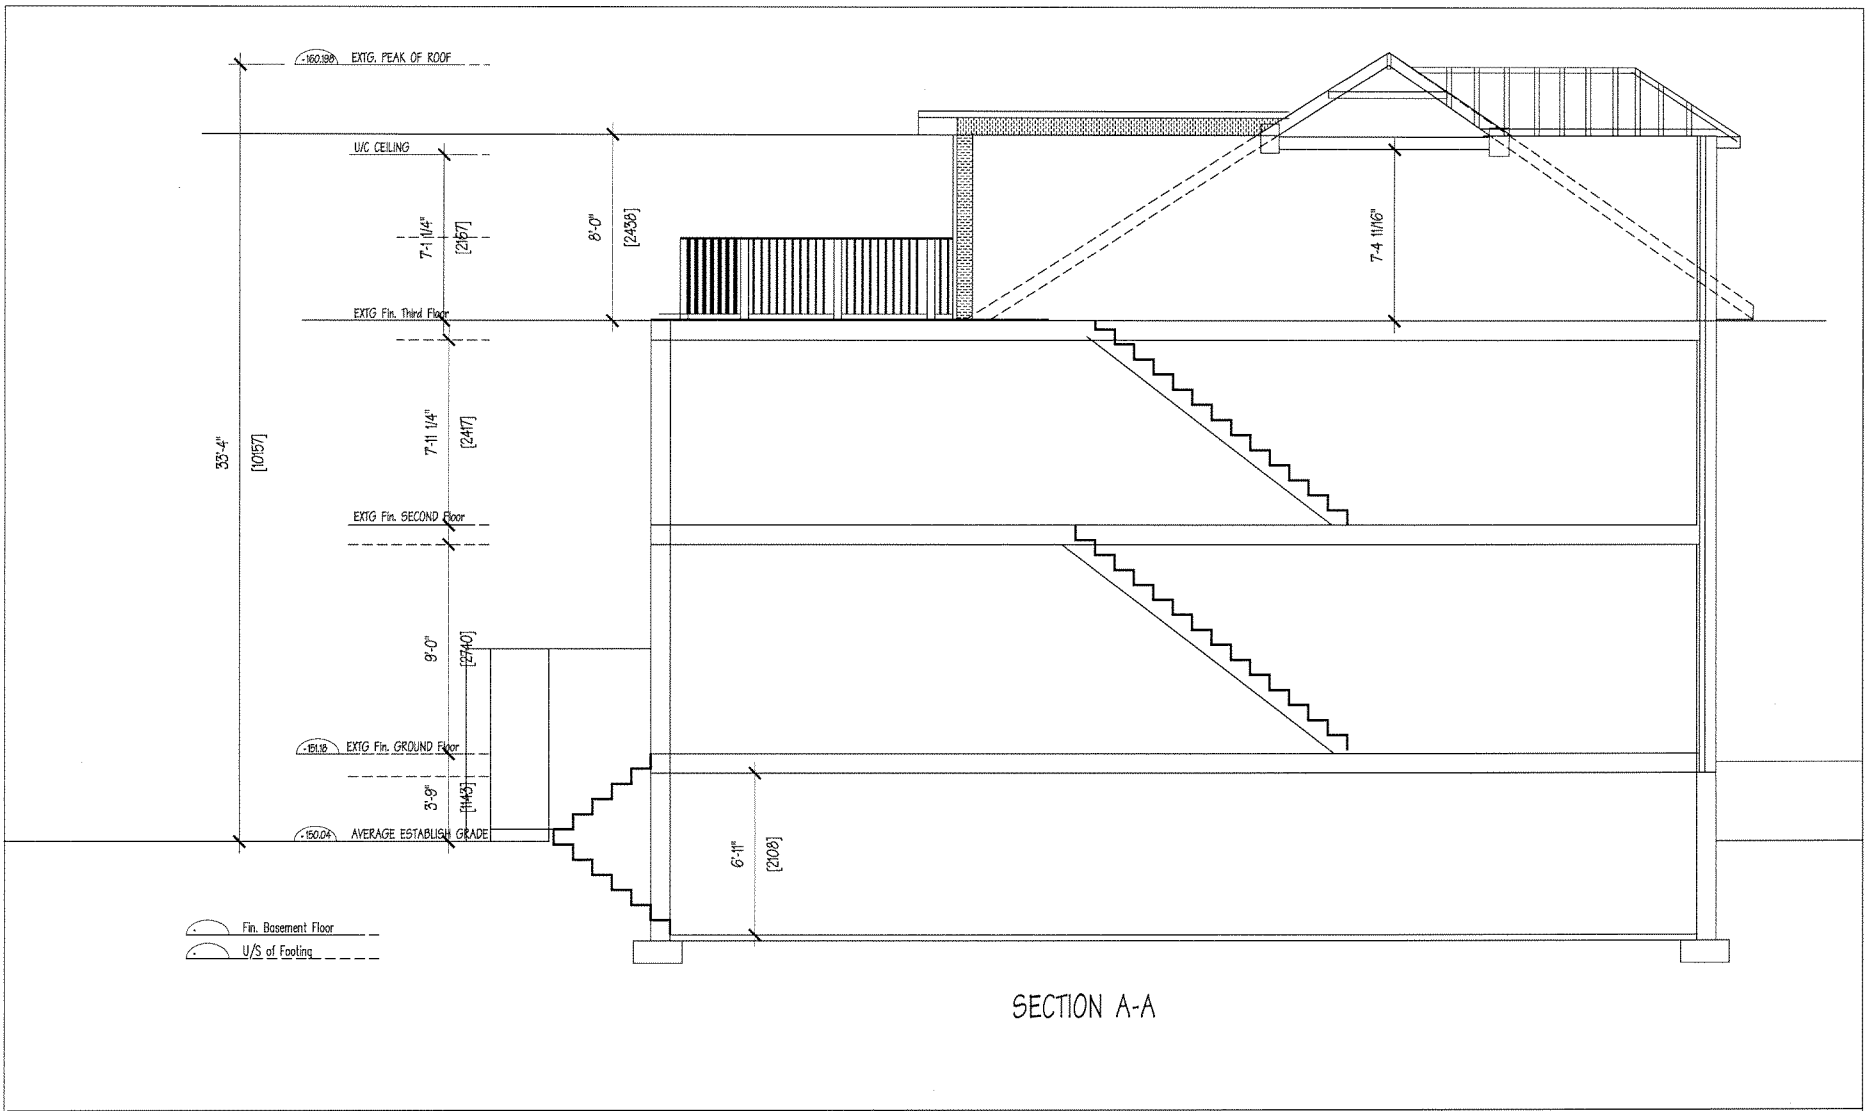 -160.198 EXTG. PEAK OF ROOF
U/C CEILING
7'-1 1/4"
[2167]
8'-0"
[2438]
7'-4 11/16"
EXTG Fin. Third Floor
33'-4"
[10157]
7'-11 1/4"
[2417]
EXTG Fin. SECOND Floor
9'-0"
[2740]
-151.18 EXTG Fin. GROUND Floor
3'-9"
[1143]
-150.04 AVERAGE ESTABLISH GRADE
6'-11"
[2108]
Fin. Basement Floor
U/S of Footing
SECTION A-A